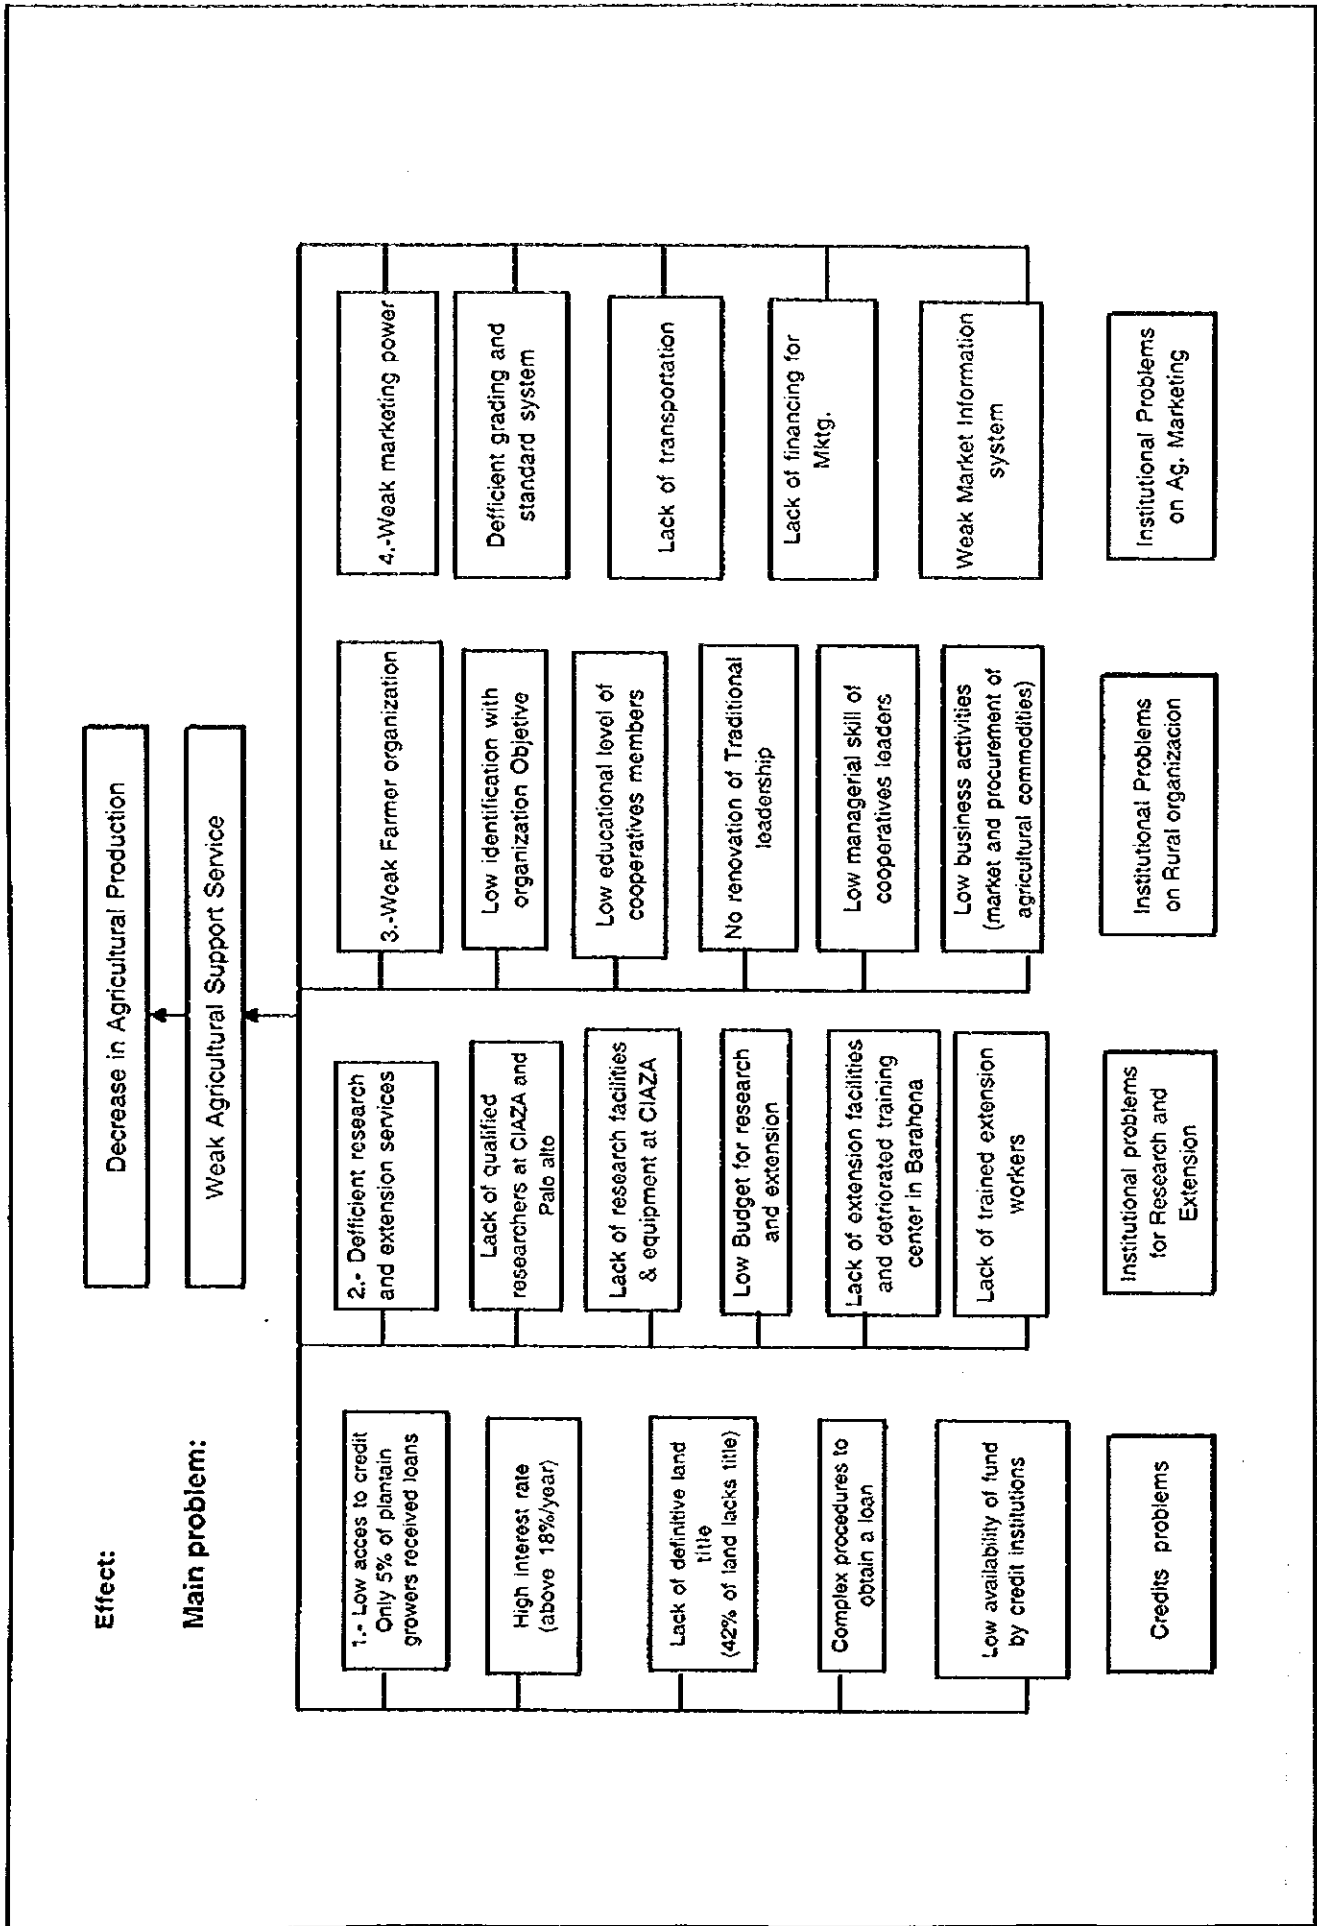 Effect:
Decrease in Agricultural Production
Main problem:
Weak Agricultural Support Service
1.- Low acces to credit
Only 5% of plantain
growers received loans
High interest rate
(above 18%/year)
Lack of definitive land
title
(42% of land lacks title)
Complex procedures to
obtain a loan
Low availability of fund
by credit institutions
Credits problems
2.- Defficient research
and extension services
Lack of qualified
researchers at CIAZA and
Palo alto
Lack of research facilities
& equipment at CIAZA
Low Budget for research
and extension
Lack of extension facilities
and detriorated training
center in Barahona
Lack of trained extension
workers
Institutional problems
for Research and
Extension
3.-Weak Farmer organization
Low identification with
organization Objetive
Low educational level of
cooperatives members
No renovation of Traditional
leadership
Low managerial skill of
cooperatives leaders
Low business activities
(market and procurement of
agricultural commodities)
Institutional Problems
on Rural organizacion
4.-Weak marketing power
Defficient grading and
standard system
Lack of transportation
Lack of financing for
Mktg.
Weak Market Information
system
Institutional Problems
on Ag. Marketing